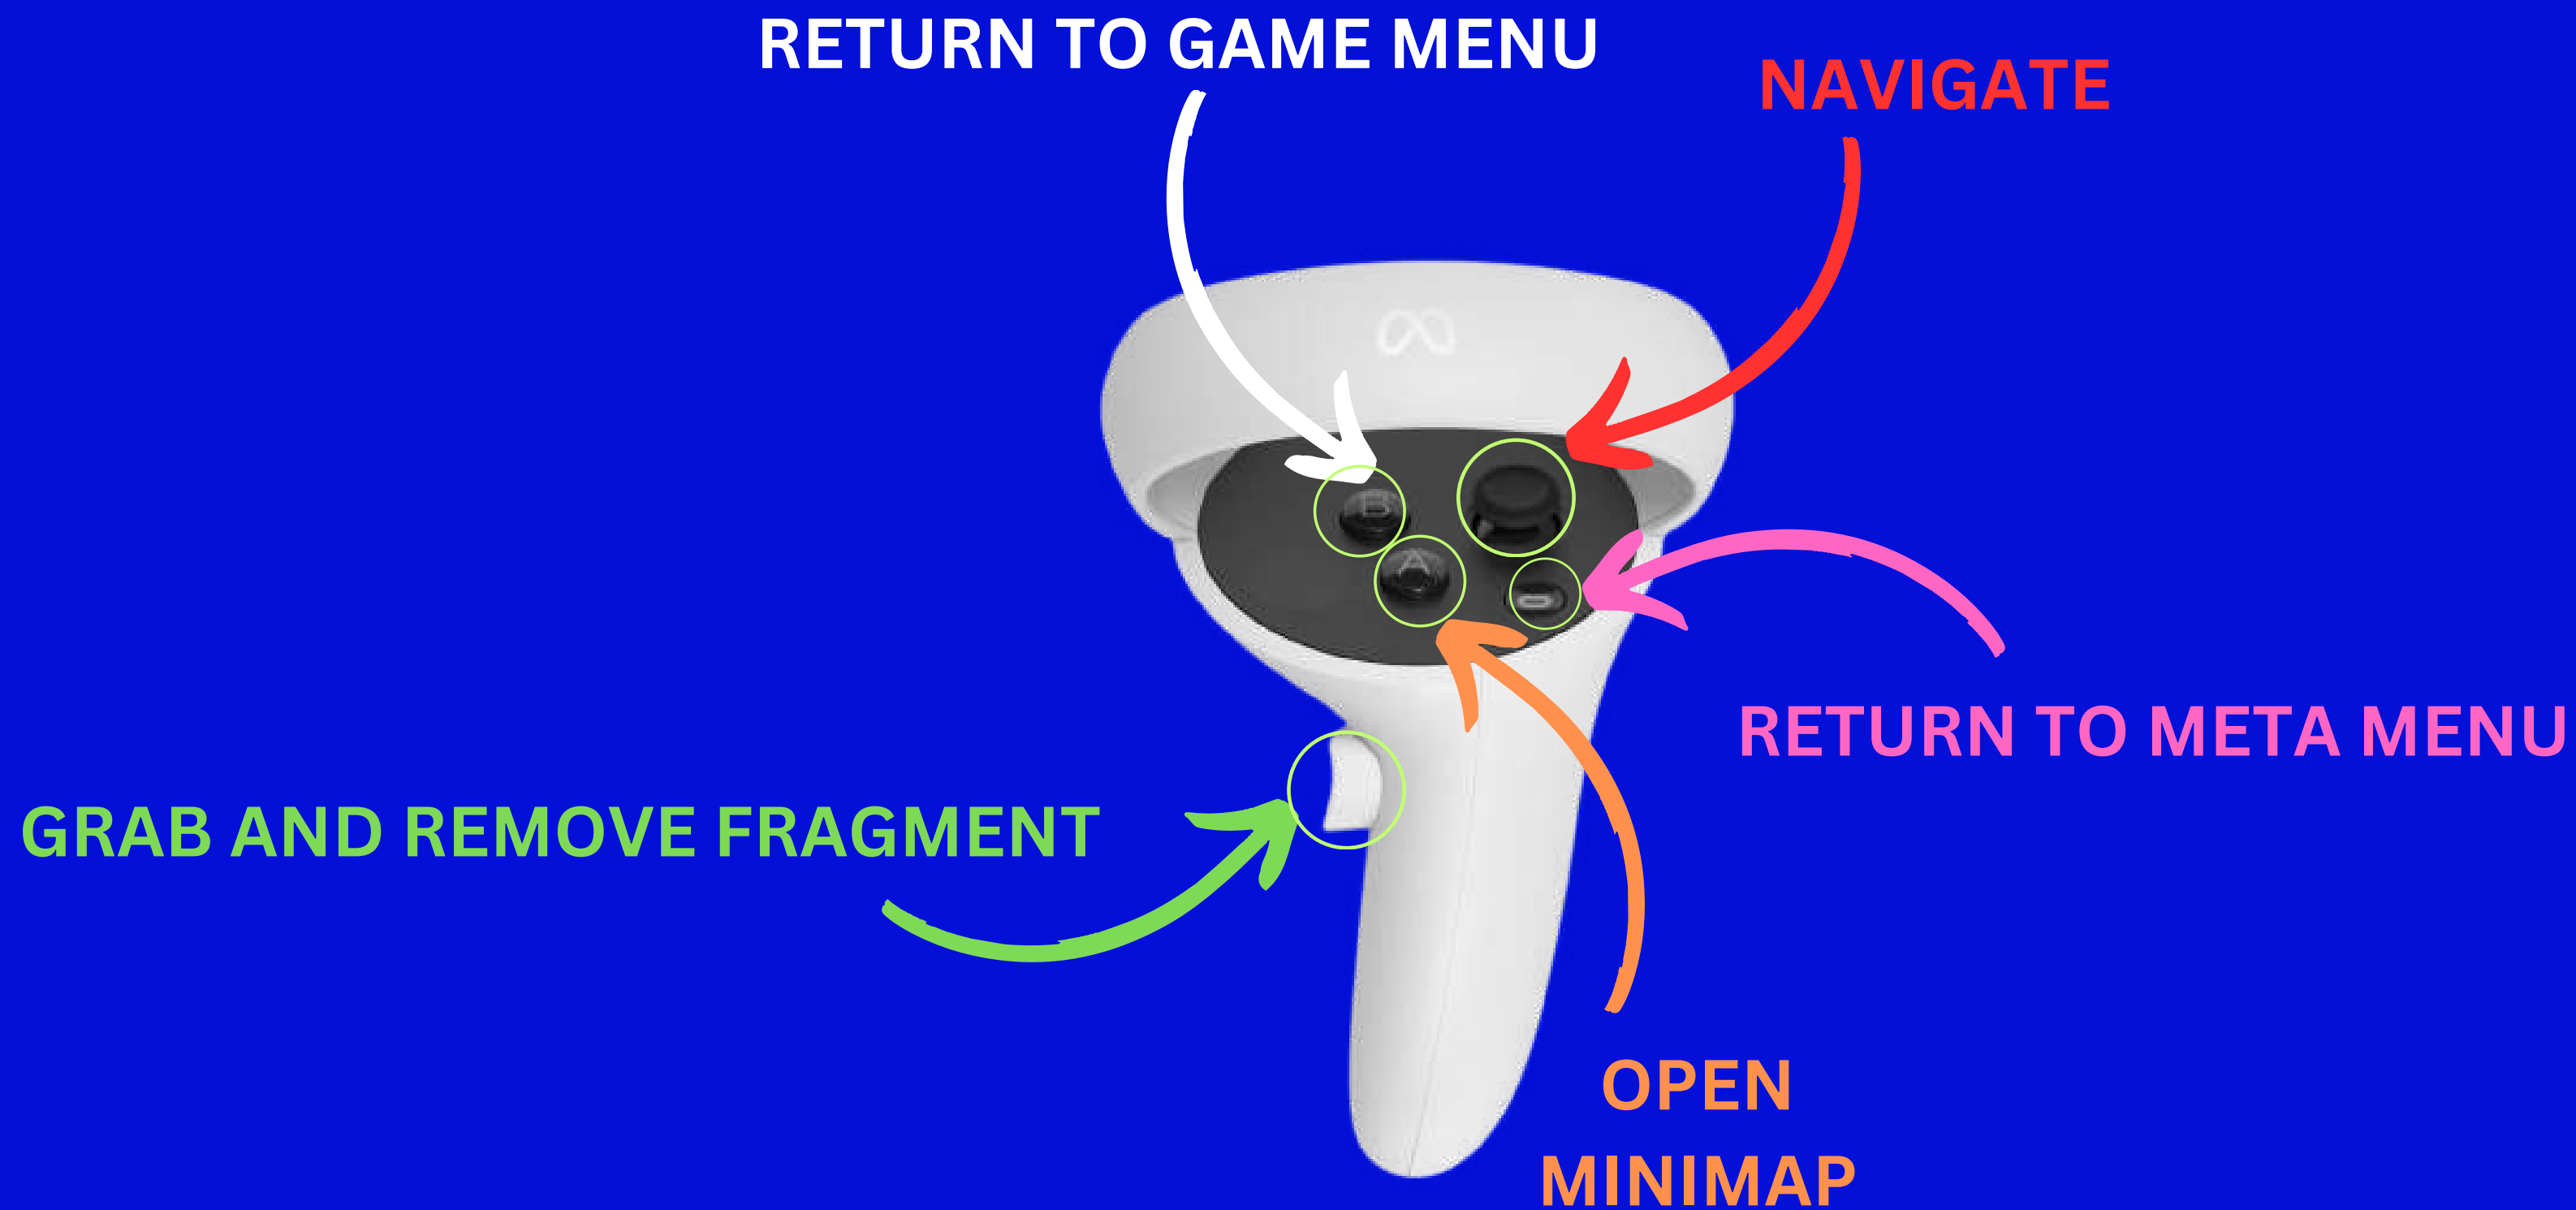 RETURN TO GAME MENU
NAVIGATE
B
A
RETURN TO META MENU
GRAB AND REMOVE FRAGMENT
OPEN
MINIMAP